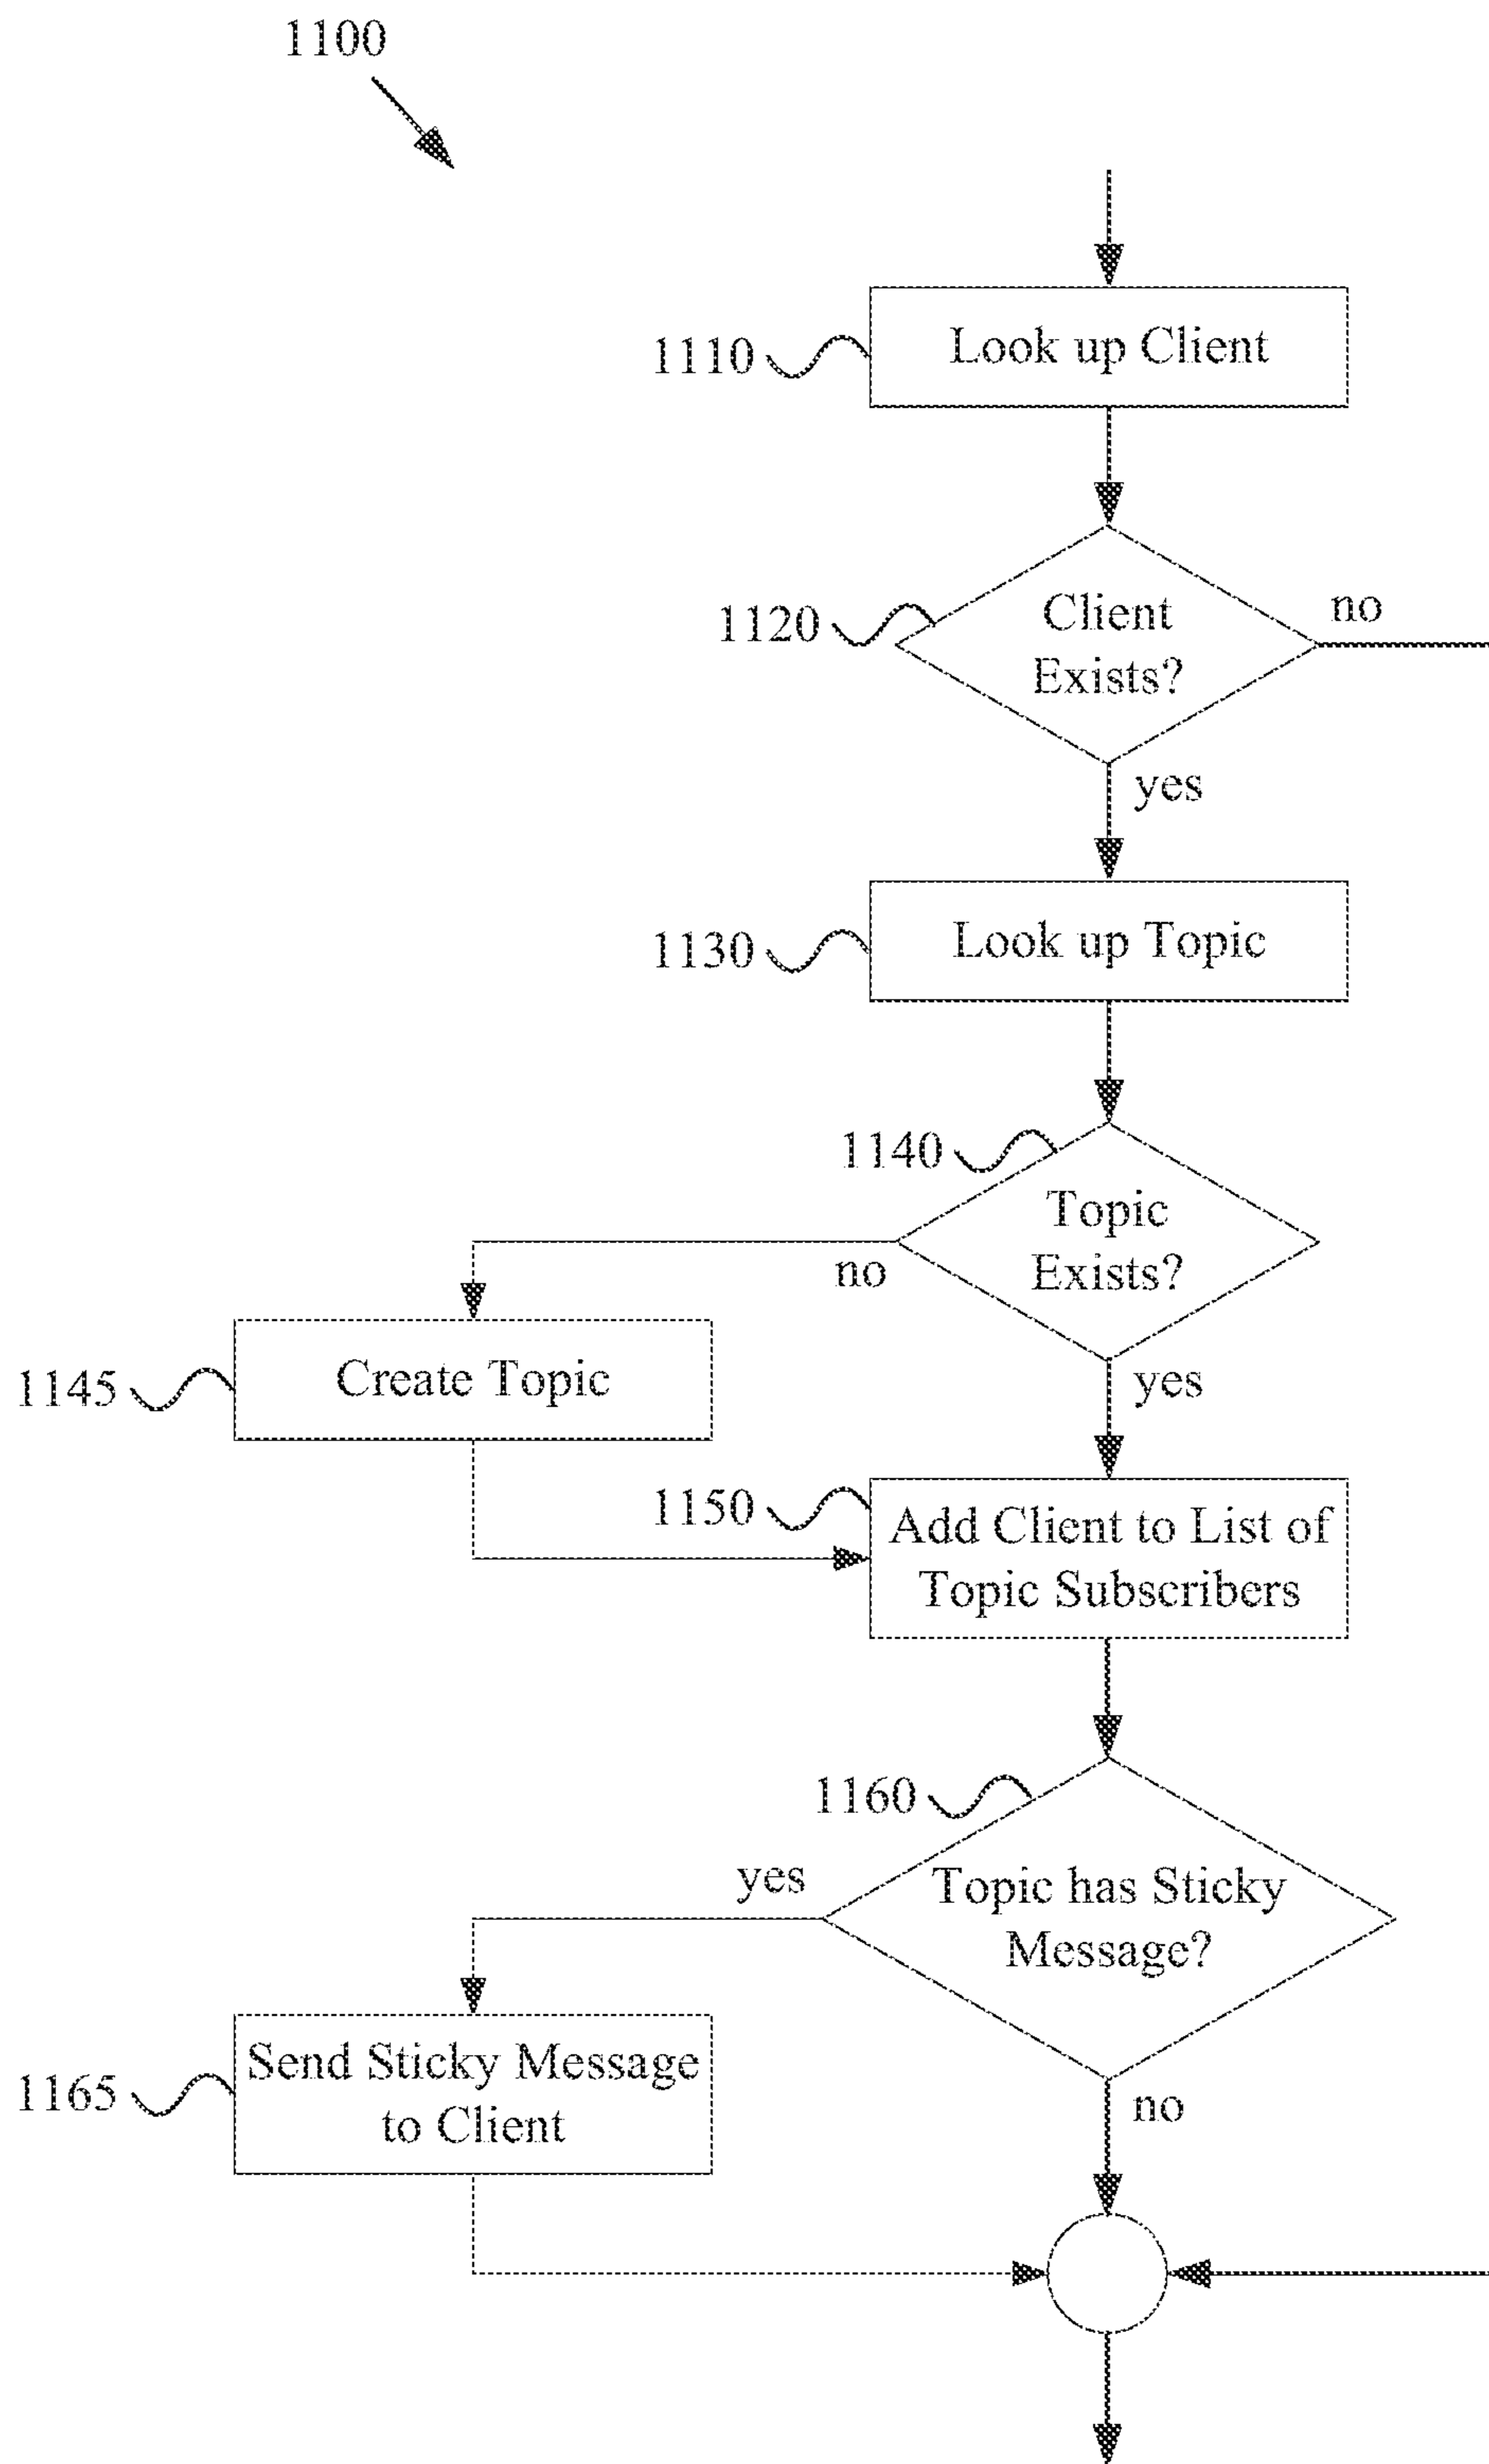 1100
1110
Look up Client
1120
Client
Exists?
no
yes
1130
Look up Topic
1140
Topic
Exists?
no
yes
1145
Create Topic
1150
Add Client to List of
Topic Subscribers
1160
Topic has Sticky
Message?
yes
no
1165
Send Sticky Message
to Client